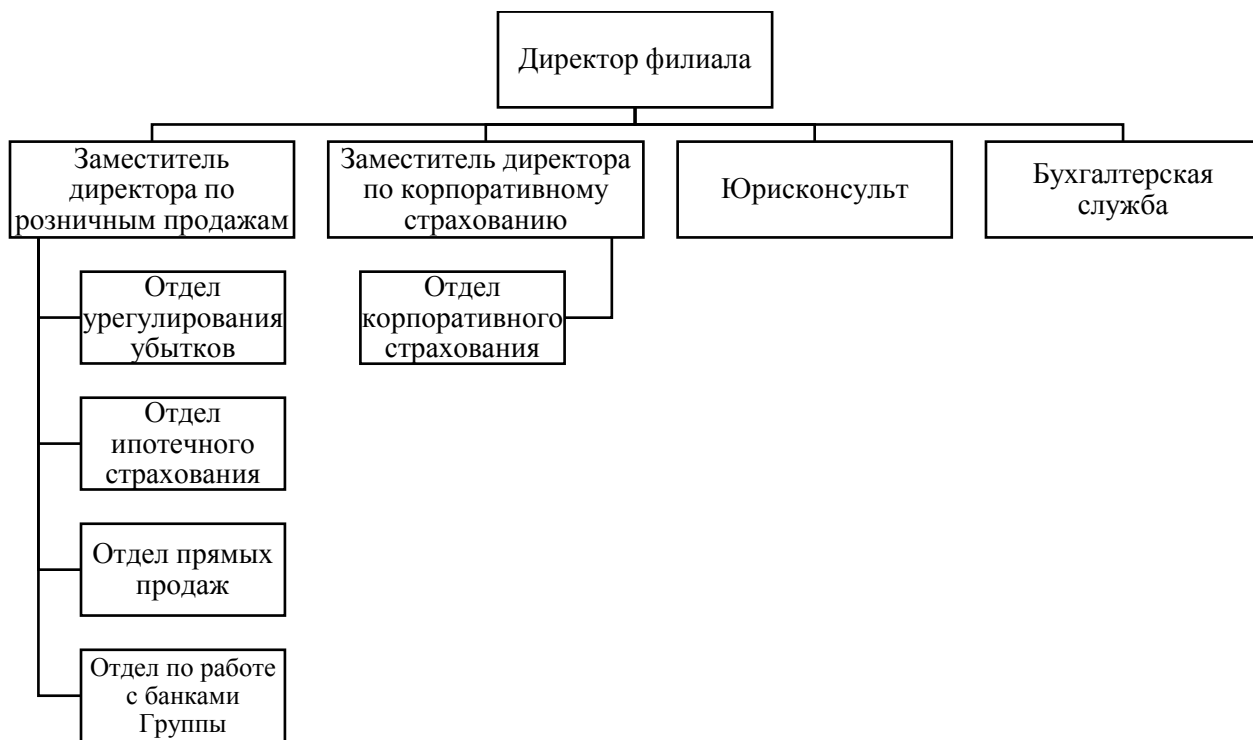 Директор филиала
Заместитель
директора по
розничным продажам
Заместитель директора
по корпоративному
страхованию
Юрисконсульт
Бухгалтерская
служба
Отдел
урегулирования
убытков
Отдел
корпоративного
страхования
Отдел
ипотечного
страхования
Отдел прямых
продаж
Отдел по работе
с банками
Группы